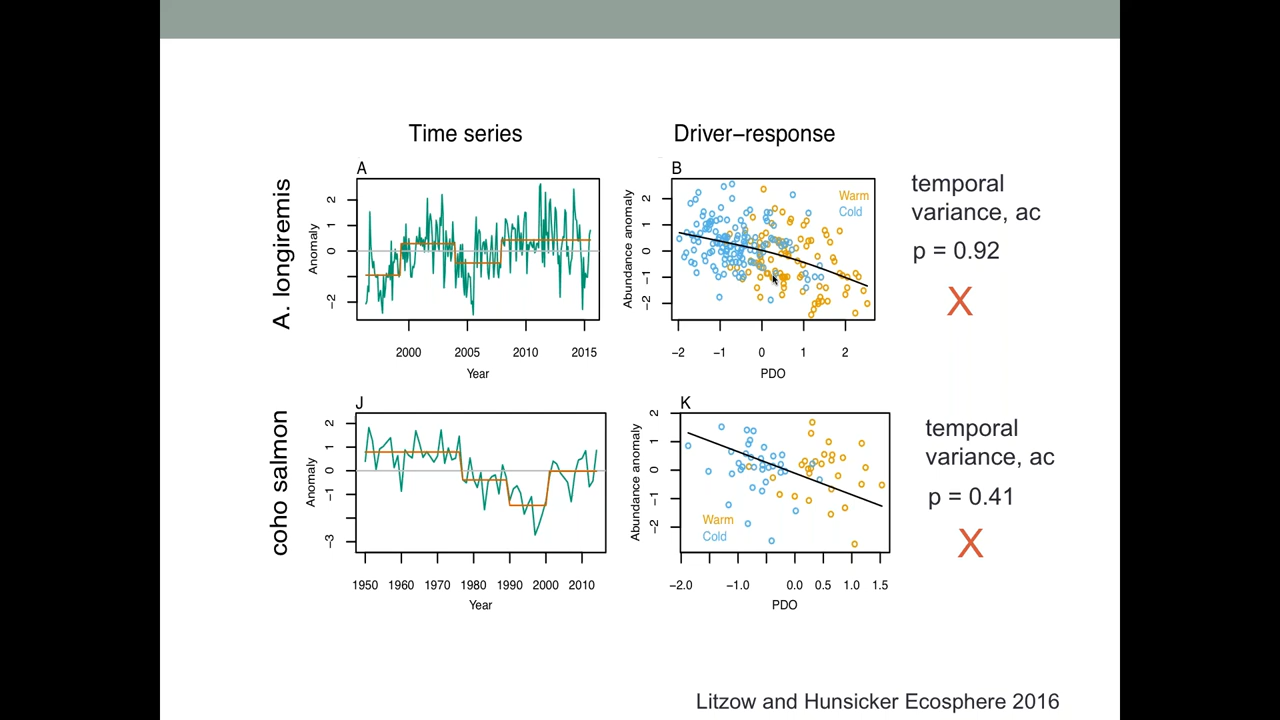 Time series
Driver–response
A. longiremis
A
Anomaly
2
1
0
−2
2000 2005 2010 2015
Year
B
Abundance anomaly
2
1
0
−1
−2
Warm
Cold
−2 −1 0 1 2
PDO
temporal
variance, ac
p = 0.92
X
coho salmon
J
Anomaly
2
1
0
−1
−3
1950 1960 1970 1980 1990 2000 2010
Year
K
Abundance anomaly
2
1
0
−1
−2
Warm
Cold
−2.0 −1.0 0.0 0.5 1.0 1.5
PDO
temporal
variance, ac
p = 0.41
X
Litzow and Hunsicker Ecosphere 2016